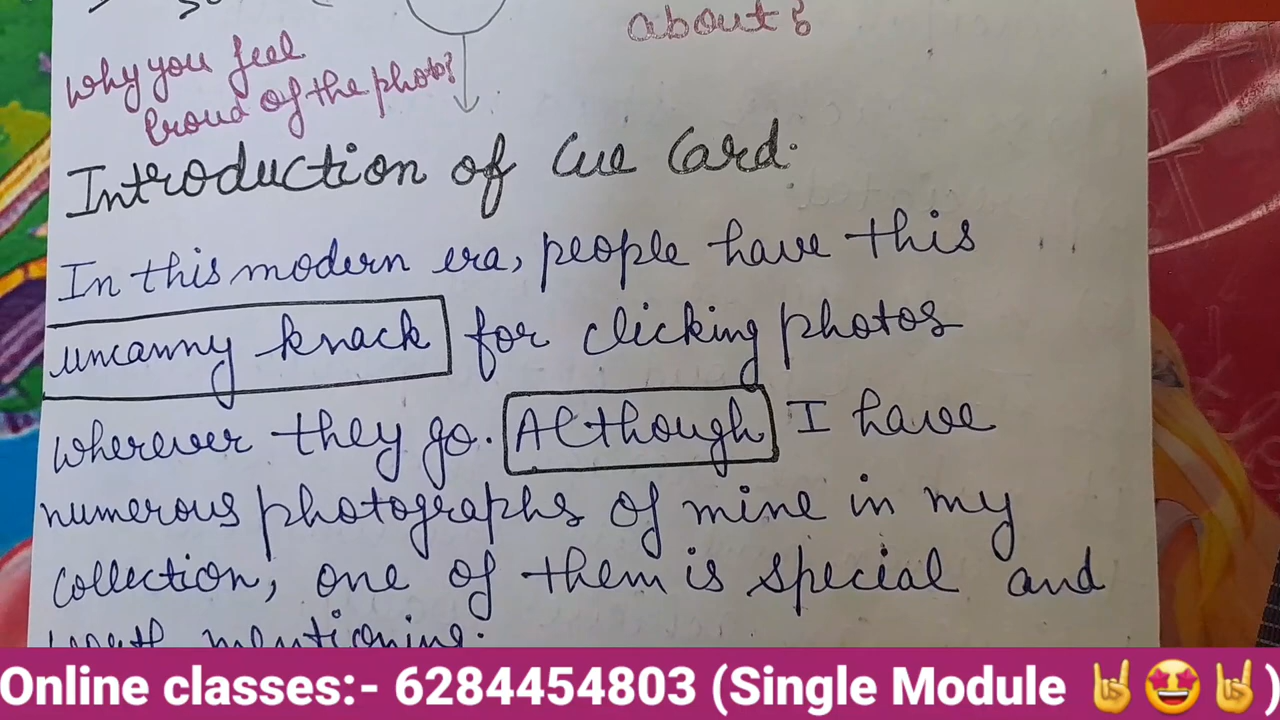 about?
Why you feel
Proud of the photo?
Introduction of Cue Card.
In this modern era, people have this
uncanny knack for clicking photos
wherever they go. Although I have
numerous photographs of mine in my
collection, one of them is special and
worth mentioning.
Online classes:- 6284454803 (Single Module 🤘🤩🤘)